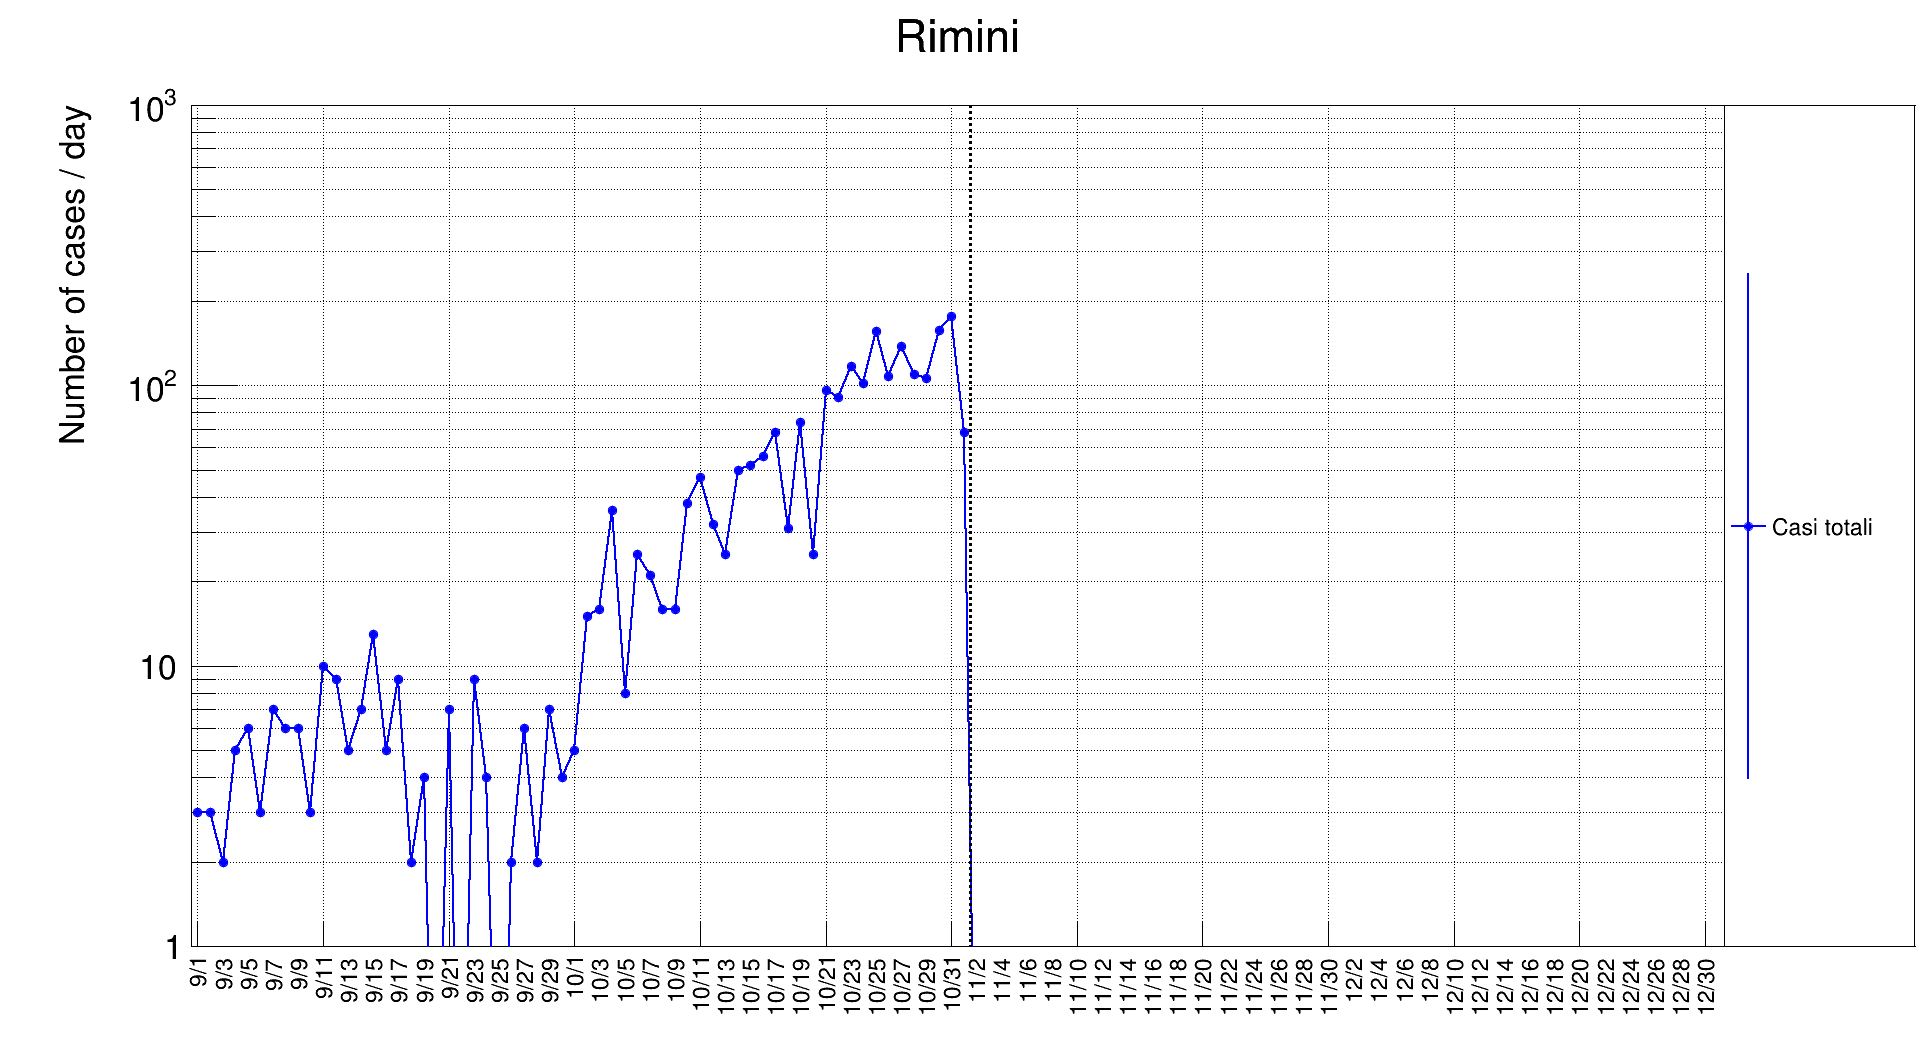 Rimini
Number of cases / day
10³
10²
10
1
9/1 9/3 9/5 9/7 9/9 9/11 9/13 9/15 9/17 9/19 9/21 9/23 9/25 9/27 9/29 10/1 10/3 10/5 10/7 10/9 10/11 10/13 10/15 10/17 10/19 10/21 10/23 10/25 10/27 10/29 10/31 11/2 11/4 11/6 11/8 11/10 11/12 11/14 11/16 11/18 11/20 11/22 11/24 11/26 11/28 11/30 12/2 12/4 12/6 12/8 12/10 12/12 12/14 12/16 12/18 12/20 12/22 12/24 12/26 12/28 12/30
Casi totali